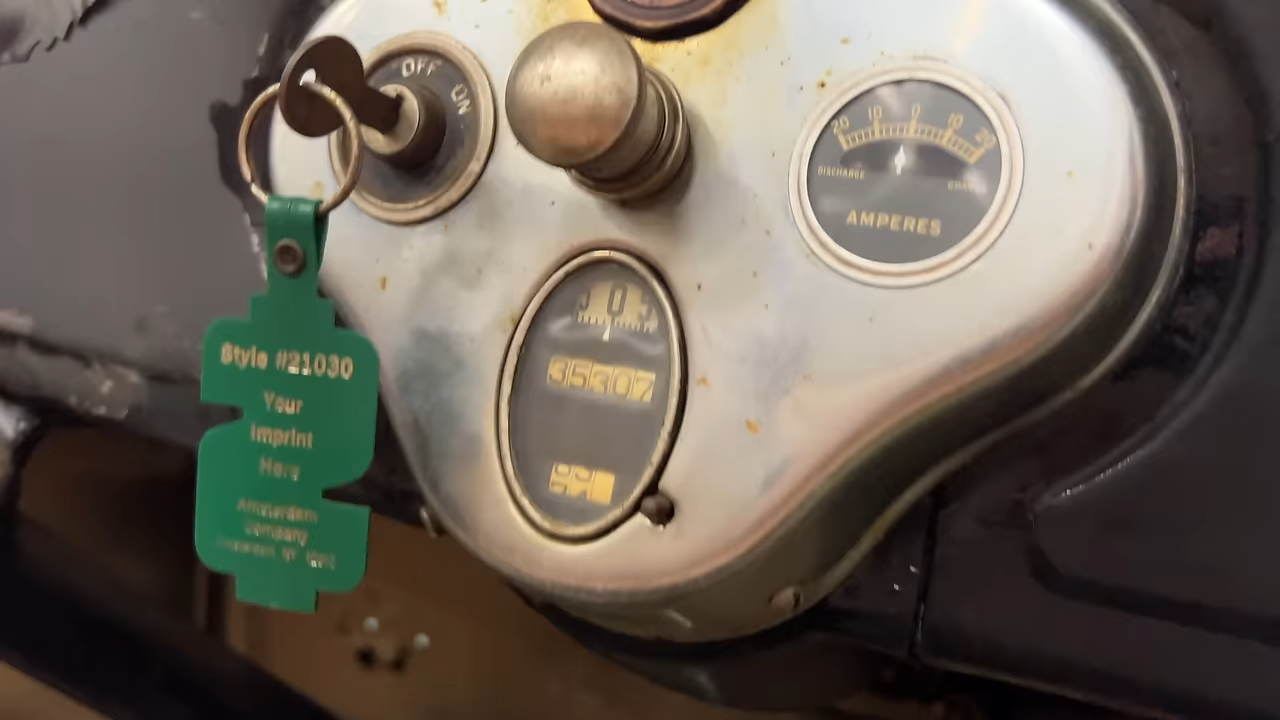 OFF
ON
20 10 0 10 20
DISCHARGE CHARGE
AMPERES
0
35307
Style #21030
Your
Imprint
Here
Amsterdam
Company